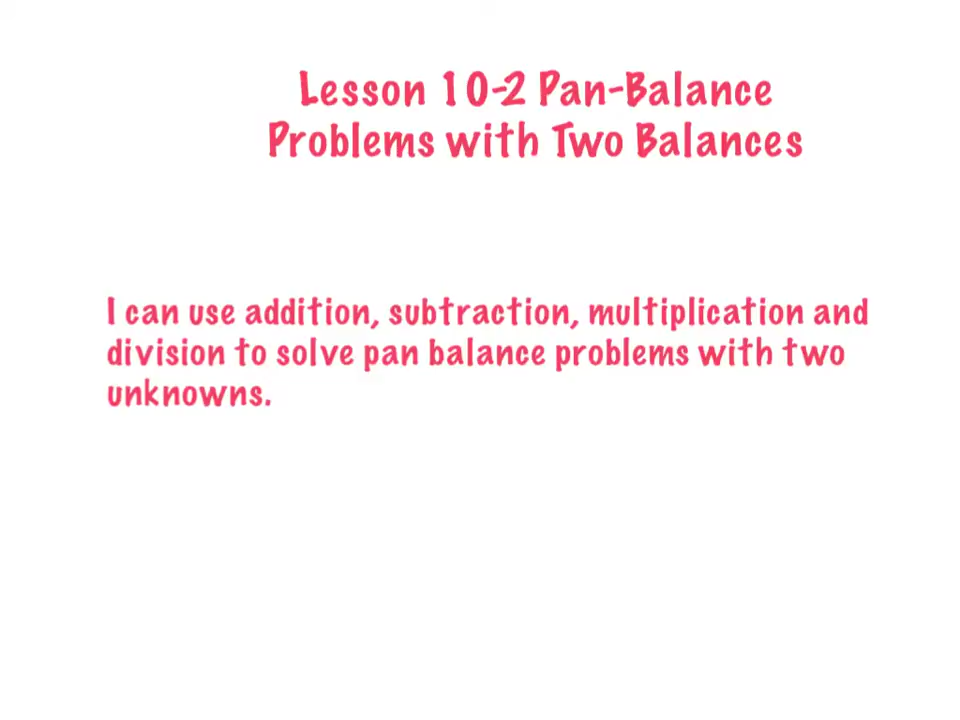 Lesson 10-2 Pan-Balance
Problems with Two Balances
I can use addition, subtraction, multiplication and
division to solve pan balance problems with two
unknowns.